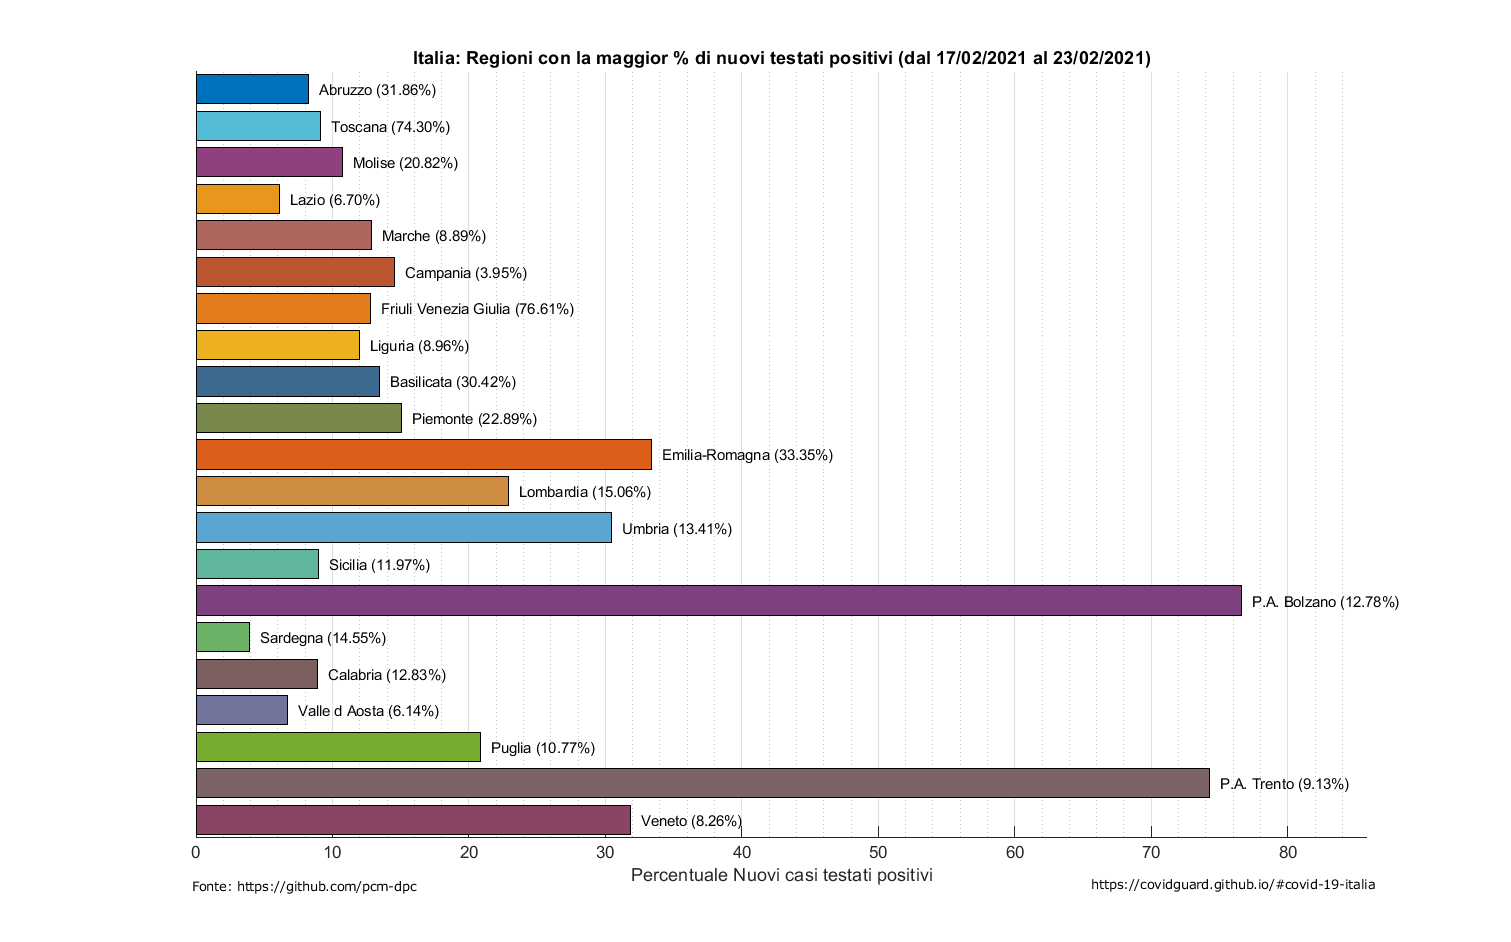 Italia: Regioni con la maggior % di nuovi testati positivi (dal 17/02/2021 al 23/02/2021)
Abruzzo (31.86%)
Toscana (74.30%)
Molise (20.82%)
Lazio (6.70%)
Marche (8.89%)
Campania (3.95%)
Friuli Venezia Giulia (76.61%)
Liguria (8.96%)
Basilicata (30.42%)
Piemonte (22.89%)
Emilia-Romagna (33.35%)
Lombardia (15.06%)
Umbria (13.41%)
Sicilia (11.97%)
P.A. Bolzano (12.78%)
Sardegna (14.55%)
Calabria (12.83%)
Valle d Aosta (6.14%)
Puglia (10.77%)
P.A. Trento (9.13%)
Veneto (8.26%)
0 10 20 30 40 50 60 70 80
Percentuale Nuovi casi testati positivi
Fonte: https://github.com/pcm-dpc
https://covidguard.github.io/#covid-19-italia